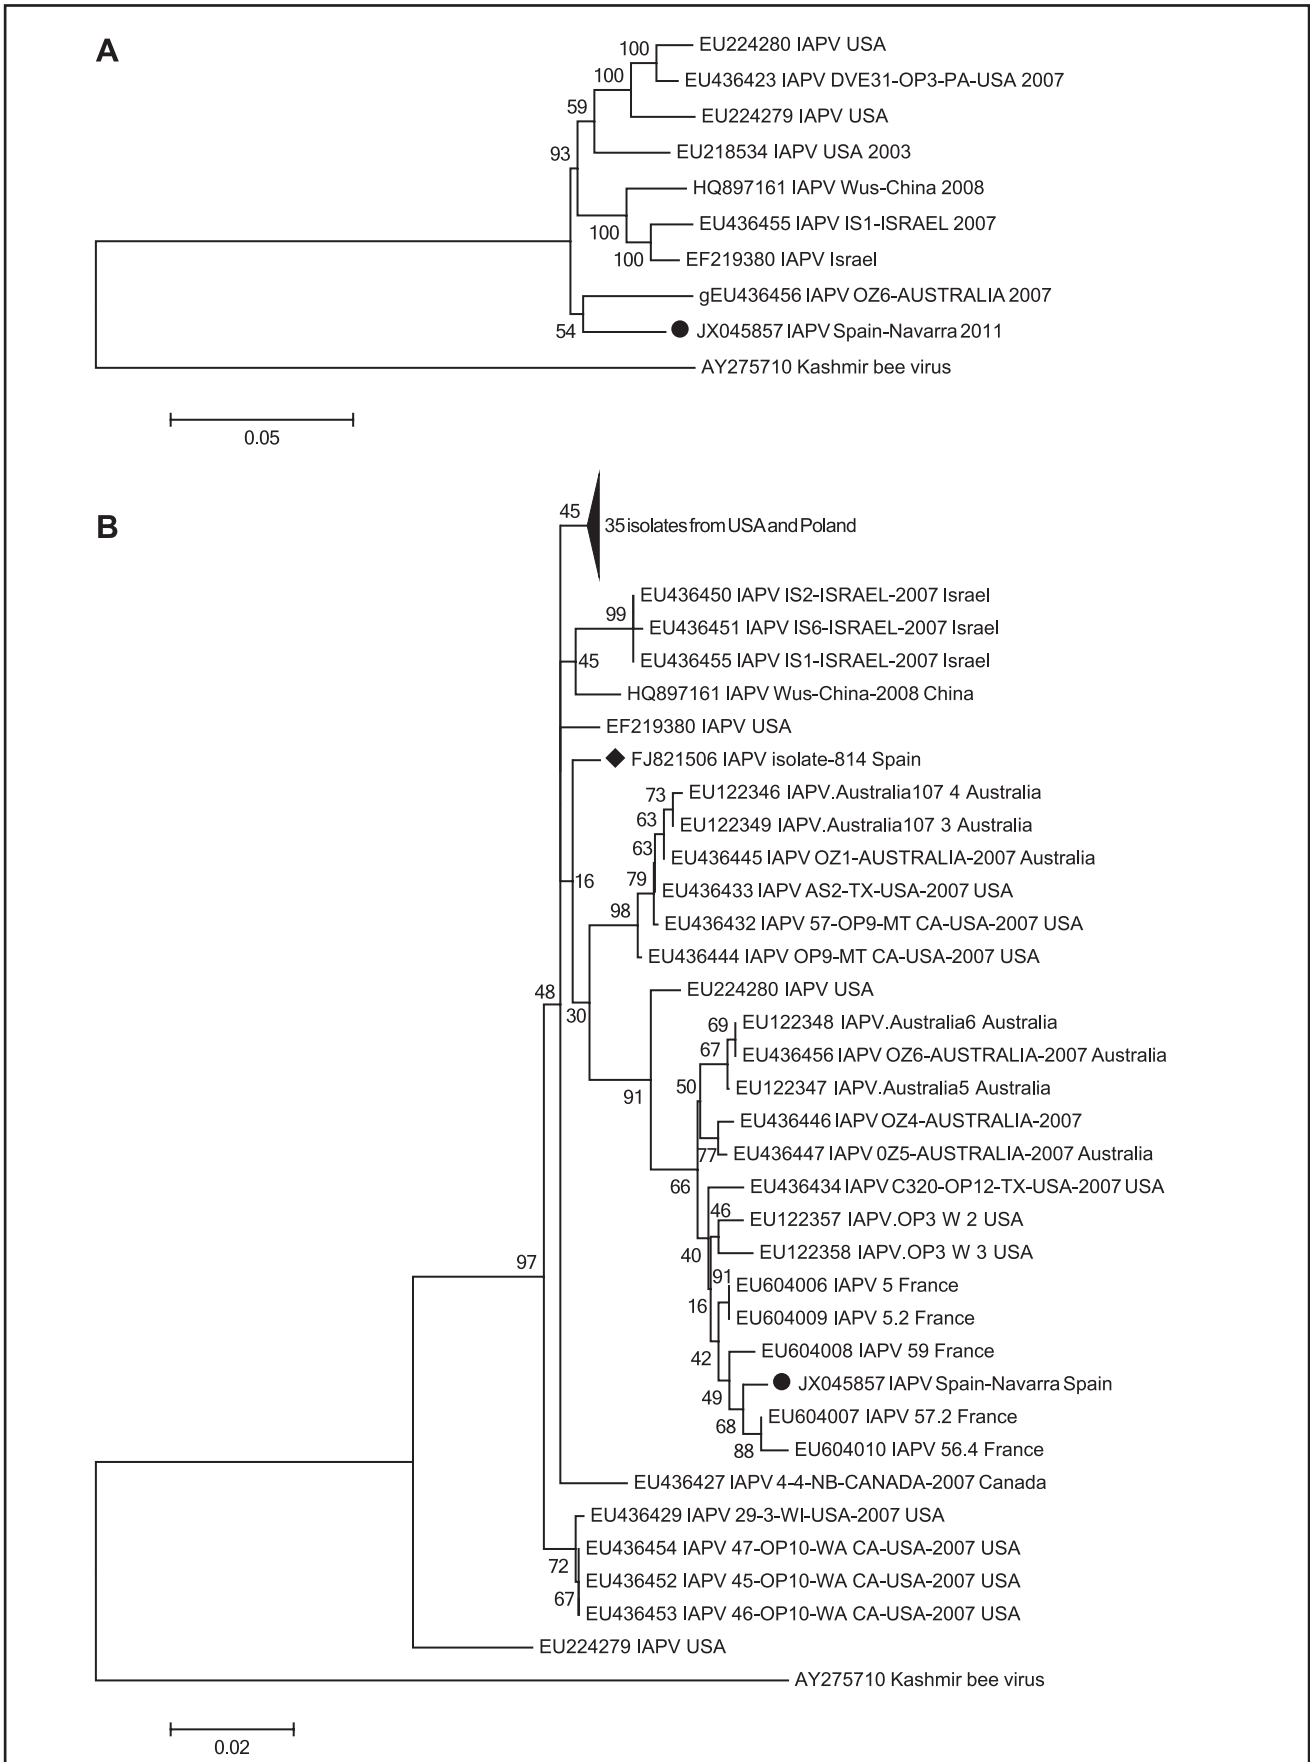 A
100
EU224280 IAPV USA
100
EU436423 IAPV DVE31-OP3-PA-USA 2007
59
EU224279 IAPV USA
93
EU218534 IAPV USA 2003
HQ897161 IAPV Wus-China 2008
100
EU436455 IAPV IS1-ISRAEL 2007
100
EF219380 IAPV Israel
gEU436456 IAPV OZ6-AUSTRALIA 2007
54
JX045857 IAPV Spain-Navarra 2011
AY275710 Kashmir bee virus
0.05
B
45
35 isolates from USA and Poland
EU436450 IAPV IS2-ISRAEL-2007 Israel
99
EU436451 IAPV IS6-ISRAEL-2007 Israel
45
EU436455 IAPV IS1-ISRAEL-2007 Israel
HQ897161 IAPV Wus-China-2008 China
EF219380 IAPV USA
FJ821506 IAPV isolate-814 Spain
73
EU122346 IAPV.Australia107 4 Australia
63
EU122349 IAPV.Australia107 3 Australia
63
EU436445 IAPV OZ1-AUSTRALIA-2007 Australia
16
79
EU436433 IAPV AS2-TX-USA-2007 USA
98
EU436432 IAPV 57-OP9-MT CA-USA-2007 USA
EU436444 IAPV OP9-MT CA-USA-2007 USA
48
EU224280 IAPV USA
30
69
EU122348 IAPV.Australia6 Australia
67
EU436456 IAPV OZ6-AUSTRALIA-2007 Australia
91
50
EU122347 IAPV.Australia5 Australia
EU436446 IAPV OZ4-AUSTRALIA-2007
77
EU436447 IAPV 0Z5-AUSTRALIA-2007 Australia
66
EU436434 IAPV C320-OP12-TX-USA-2007 USA
46
EU122357 IAPV.OP3 W 2 USA
40
EU122358 IAPV.OP3 W 3 USA
97
91
EU604006 IAPV 5 France
16
EU604009 IAPV 5.2 France
42
EU604008 IAPV 59 France
49
JX045857 IAPV Spain-Navarra Spain
68
EU604007 IAPV 57.2 France
88
EU604010 IAPV 56.4 France
EU436427 IAPV 4-4-NB-CANADA-2007 Canada
EU436429 IAPV 29-3-WI-USA-2007 USA
72
EU436454 IAPV 47-OP10-WA CA-USA-2007 USA
EU436452 IAPV 45-OP10-WA CA-USA-2007 USA
67
EU436453 IAPV 46-OP10-WA CA-USA-2007 USA
EU224279 IAPV USA
AY275710 Kashmir bee virus
0.02